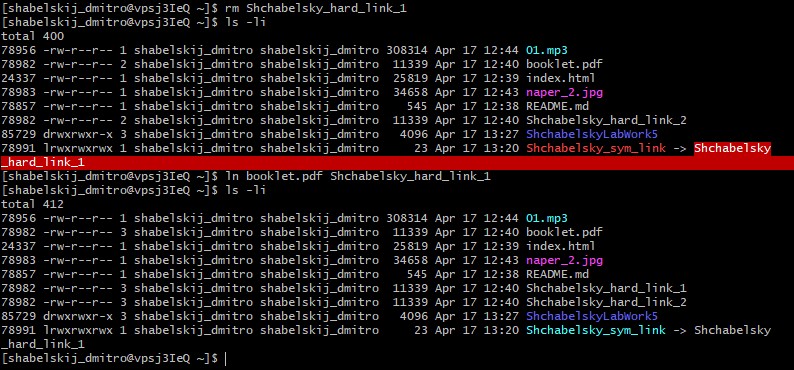 [shabelskij_dmitro@vpsj3IeQ ~]$ rm Shchabelsky_hard_link_1
[shabelskij_dmitro@vpsj3IeQ ~]$ ls -li
total 400
78956 -rw-r--r-- 1 shabelskij_dmitro shabelskij_dmitro 308314 Apr 17 12:44 01.mp3
78982 -rw-r--r-- 2 shabelskij_dmitro shabelskij_dmitro  11339 Apr 17 12:40 booklet.pdf
24337 -rw-r--r-- 1 shabelskij_dmitro shabelskij_dmitro  25819 Apr 17 12:39 index.html
78983 -rw-r--r-- 1 shabelskij_dmitro shabelskij_dmitro  34658 Apr 17 12:43 naper_2.jpg
78857 -rw-r--r-- 1 shabelskij_dmitro shabelskij_dmitro    545 Apr 17 12:38 README.md
78982 -rw-r--r-- 2 shabelskij_dmitro shabelskij_dmitro  11339 Apr 17 12:40 Shchabelsky_hard_link_2
85729 drwxrwxr-x 3 shabelskij_dmitro shabelskij_dmitro   4096 Apr 17 13:27 ShchabelskyLabWork5
78991 lrwxrwxrwx 1 shabelskij_dmitro shabelskij_dmitro     23 Apr 17 13:20 Shchabelsky_sym_link -> Shchabelsky
_hard_link_1
[shabelskij_dmitro@vpsj3IeQ ~]$ ln booklet.pdf Shchabelsky_hard_link_1
[shabelskij_dmitro@vpsj3IeQ ~]$ ls -li
total 412
78956 -rw-r--r-- 1 shabelskij_dmitro shabelskij_dmitro 308314 Apr 17 12:44 01.mp3
78982 -rw-r--r-- 3 shabelskij_dmitro shabelskij_dmitro  11339 Apr 17 12:40 booklet.pdf
24337 -rw-r--r-- 1 shabelskij_dmitro shabelskij_dmitro  25819 Apr 17 12:39 index.html
78983 -rw-r--r-- 1 shabelskij_dmitro shabelskij_dmitro  34658 Apr 17 12:43 naper_2.jpg
78857 -rw-r--r-- 1 shabelskij_dmitro shabelskij_dmitro    545 Apr 17 12:38 README.md
78982 -rw-r--r-- 3 shabelskij_dmitro shabelskij_dmitro  11339 Apr 17 12:40 Shchabelsky_hard_link_1
78982 -rw-r--r-- 3 shabelskij_dmitro shabelskij_dmitro  11339 Apr 17 12:40 Shchabelsky_hard_link_2
85729 drwxrwxr-x 3 shabelskij_dmitro shabelskij_dmitro   4096 Apr 17 13:27 ShchabelskyLabWork5
78991 lrwxrwxrwx 1 shabelskij_dmitro shabelskij_dmitro     23 Apr 17 13:20 Shchabelsky_sym_link -> Shchabelsky
_hard_link_1
[shabelskij_dmitro@vpsj3IeQ ~]$